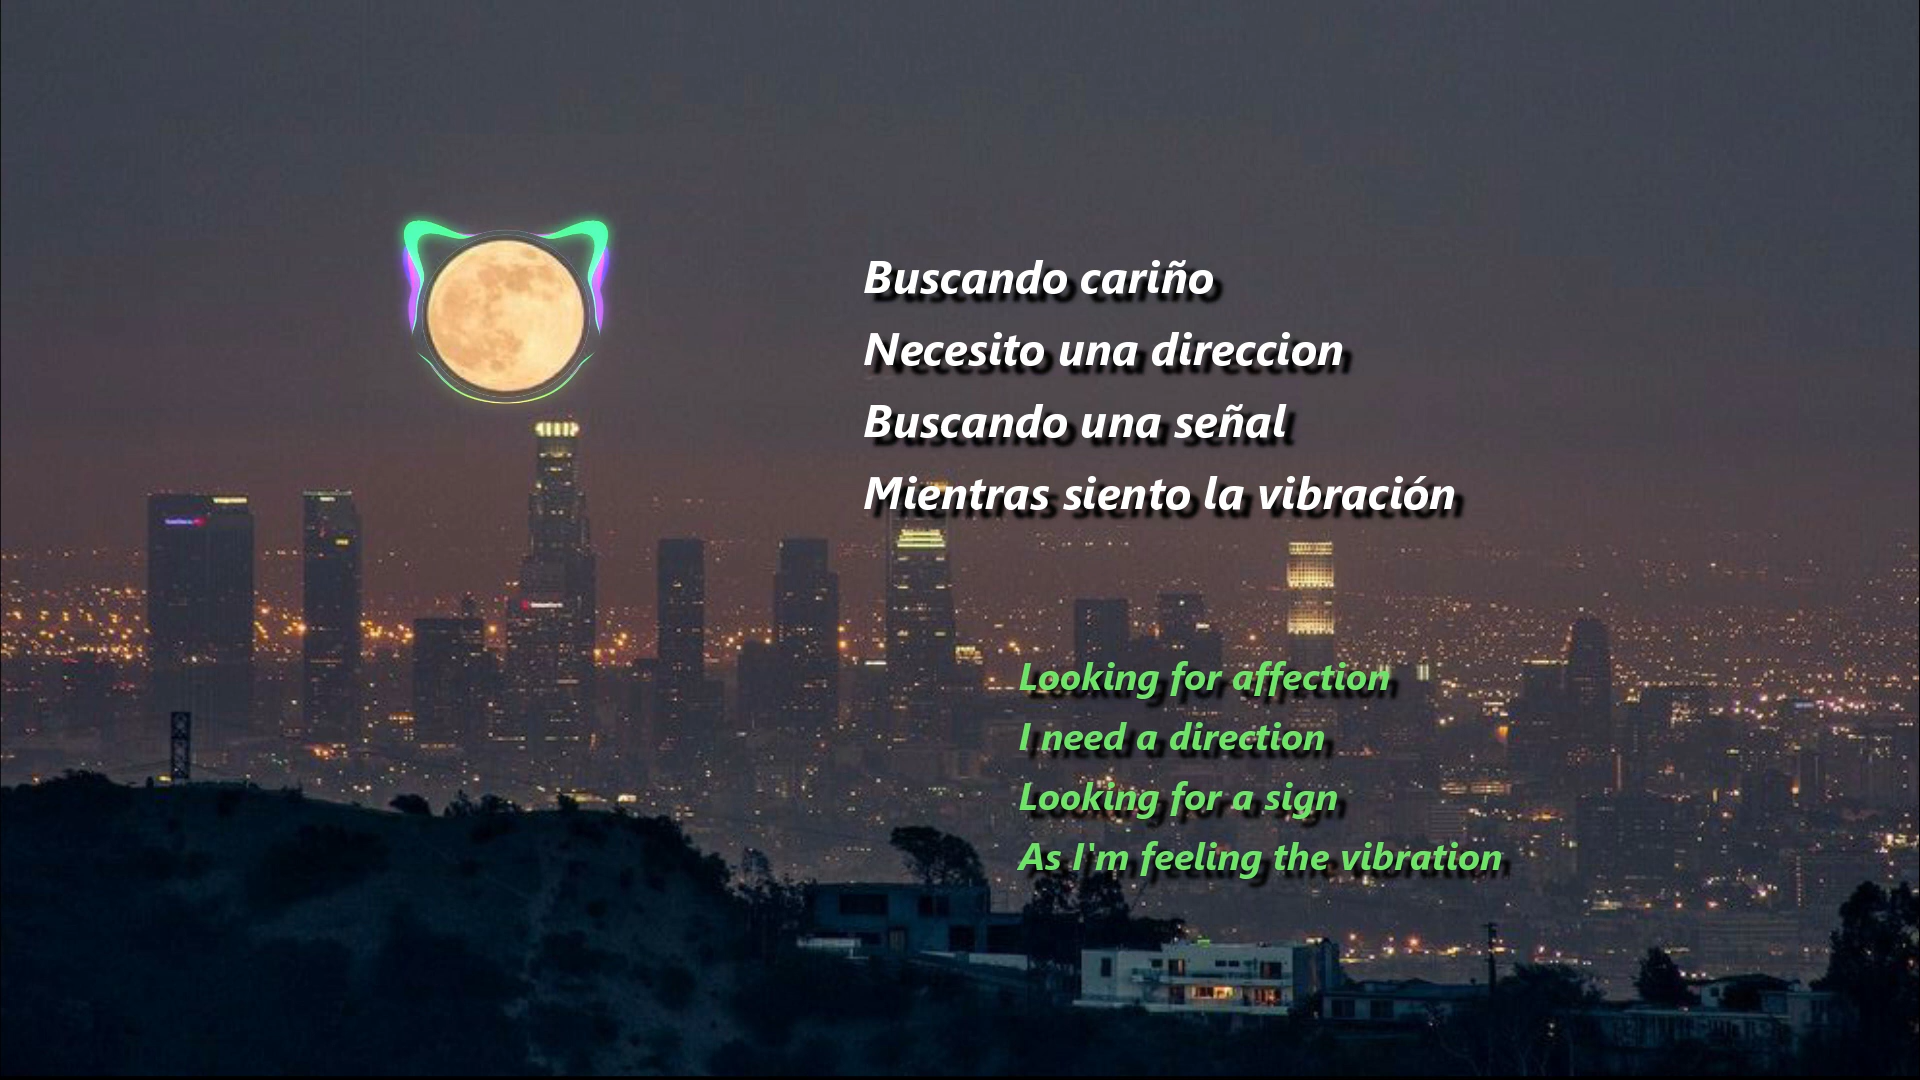 Buscando cariño
Necesito una direccion
Buscando una señal
Mientras siento la vibración
Looking for affection
I need a direction
Looking for a sign
As I'm feeling the vibration